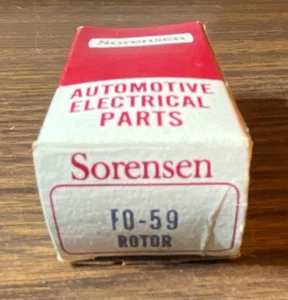 Sorensen
AUTOMOTIVE
ELECTRICAL
PARTS
Sorensen
FO-59
ROTOR